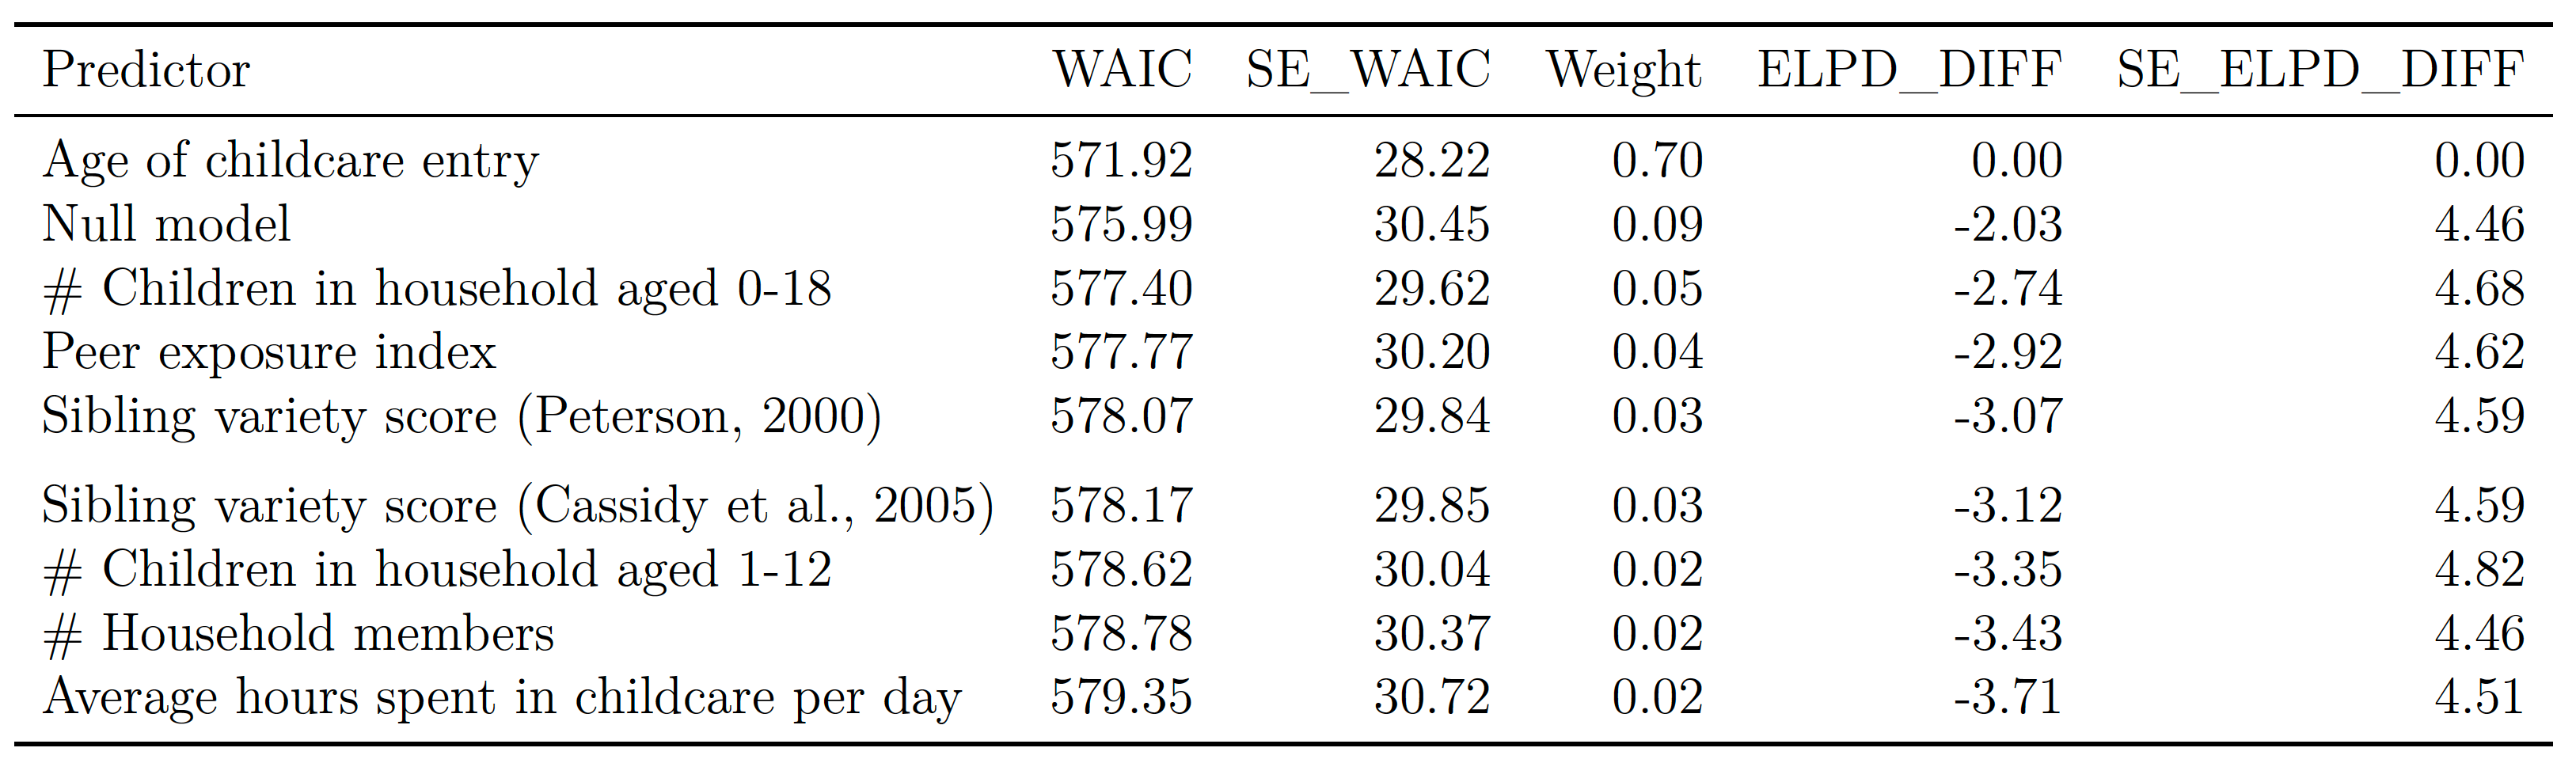 Predictor WAIC SE_WAIC Weight ELPD_DIFF SE_ELPD_DIFF
Age of childcare entry 571.92 28.22 0.70 0.00 0.00
Null model 575.99 30.45 0.09 -2.03 4.46
# Children in household aged 0-18 577.40 29.62 0.05 -2.74 4.68
Peer exposure index 577.77 30.20 0.04 -2.92 4.62
Sibling variety score (Peterson, 2000) 578.07 29.84 0.03 -3.07 4.59
Sibling variety score (Cassidy et al., 2005) 578.17 29.85 0.03 -3.12 4.59
# Children in household aged 1-12 578.62 30.04 0.02 -3.35 4.82
# Household members 578.78 30.37 0.02 -3.43 4.46
Average hours spent in childcare per day 579.35 30.72 0.02 -3.71 4.51